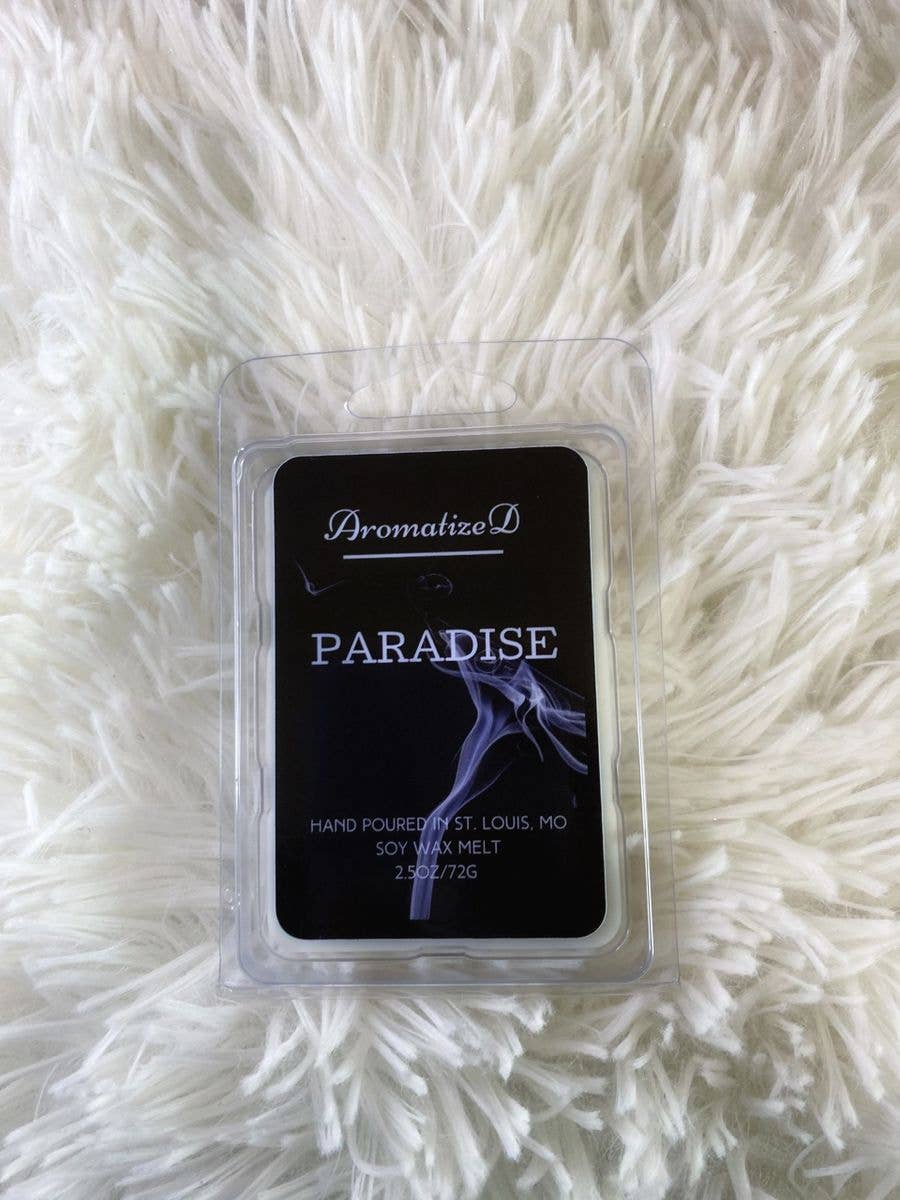 AromatizeD
PARADISE
HAND POURED IN ST. LOUIS, MO
SOY WAX MELT
2.5OZ/72G